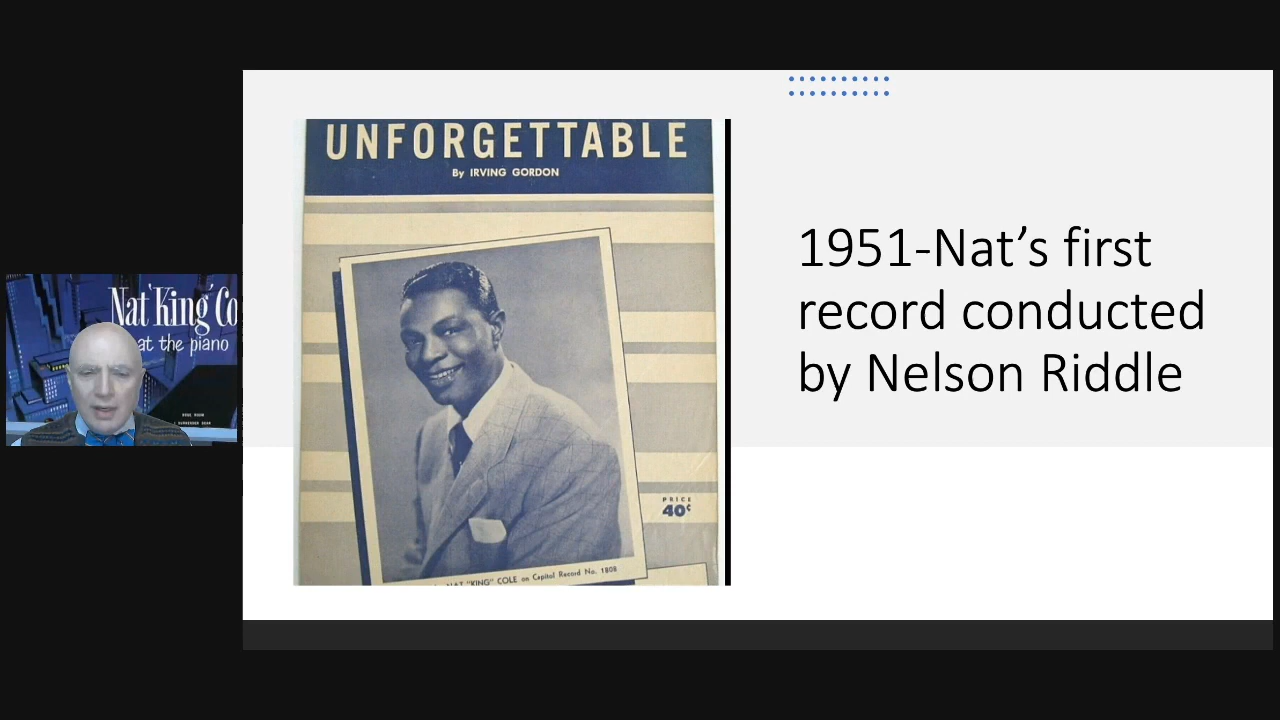 UNFORGETTABLE
By IRVING GORDON
PRICE
40¢
NAT "KING" COLE on Capitol Record No. 1808
1951-Nat’s first
record conducted
by Nelson Riddle
Nat 'King' Co
at the piano